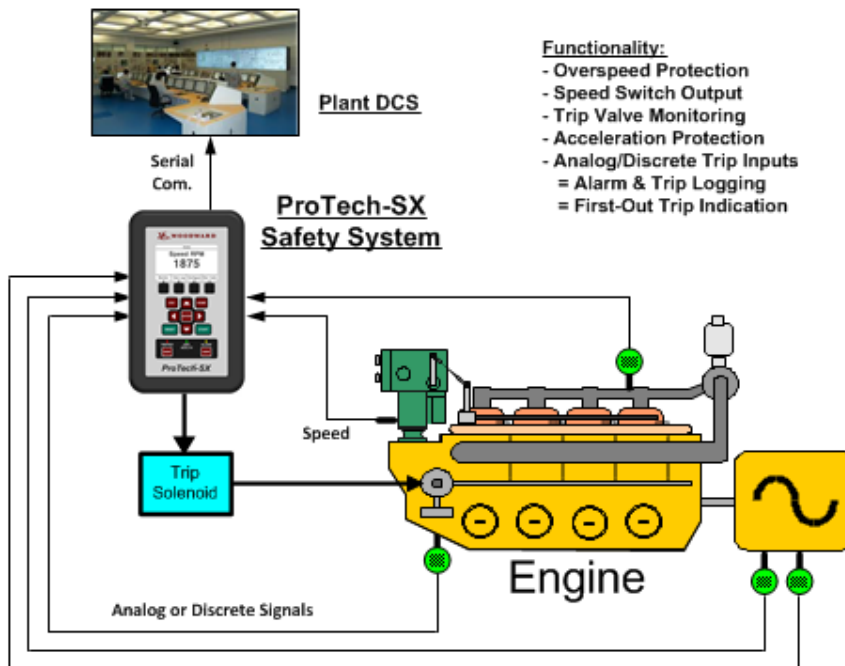 Functionality:
- Overspeed Protection
- Speed Switch Output
- Trip Valve Monitoring
- Acceleration Protection
- Analog/Discrete Trip Inputs
= Alarm & Trip Logging
= First-Out Trip Indication
Plant DCS
Serial
Com.
ProTech-SX
Safety System
WOODWARD
Speed RPM
1875
ProTech-SX
Speed
Trip
Solenoid
Engine
Analog or Discrete Signals